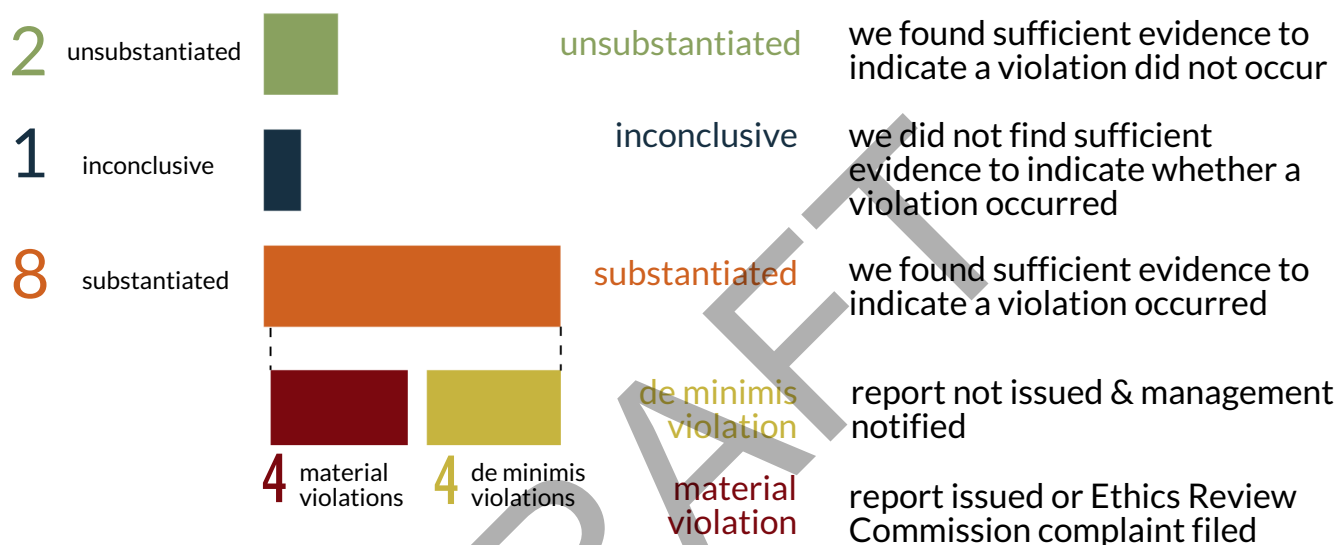 2 unsubstantiated
1 inconclusive
8 substantiated
4 material
violations
4 de minimis
violations
unsubstantiated we found sufficient evidence to
indicate a violation did not occur
inconclusive we did not find sufficient
evidence to indicate whether a
violation occurred
substantiated we found sufficient evidence to
indicate a violation occurred
de minimis report not issued & management
violation notified
material report issued or Ethics Review
violation Commission complaint filed
DRAFT